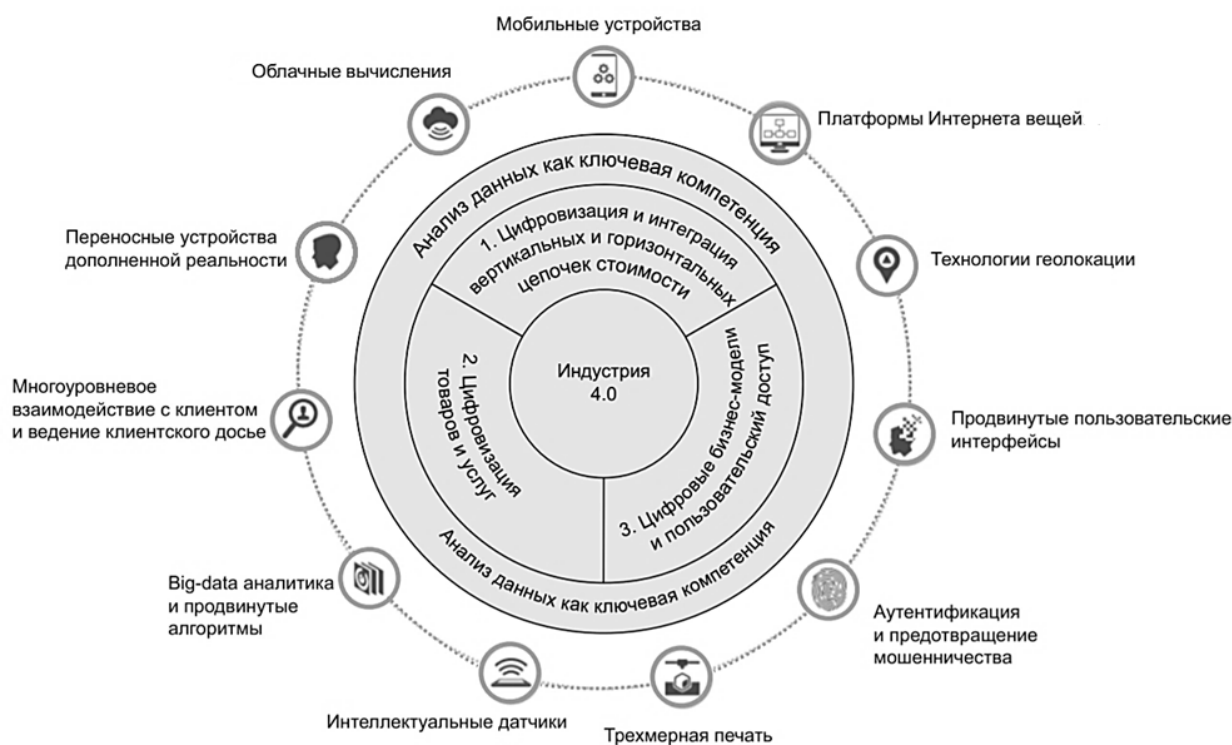 Мобильные устройства
Облачные вычисления
Платформы Интернета вещей
Переносные устройства
дополненной реальности
Технологии геолокации
Многоуровневое
взаимодействие с клиентом
и ведение клиентского досье
Продвинутые пользовательские
интерфейсы
Big-data аналитика
и продвинутые
алгоритмы
Аутентификация
и предотвращение
мошенничества
Интеллектуальные датчики
Трехмерная печать
Анализ данных как ключевая компетенция
1. Цифровизация и интеграция
вертикальных и горизонтальных
цепочек стоимости
2. Цифровизация
товаров и услуг
3. Цифровые бизнес-модели
и пользовательский доступ
Индустрия
4.0
Анализ данных как ключевая компетенция